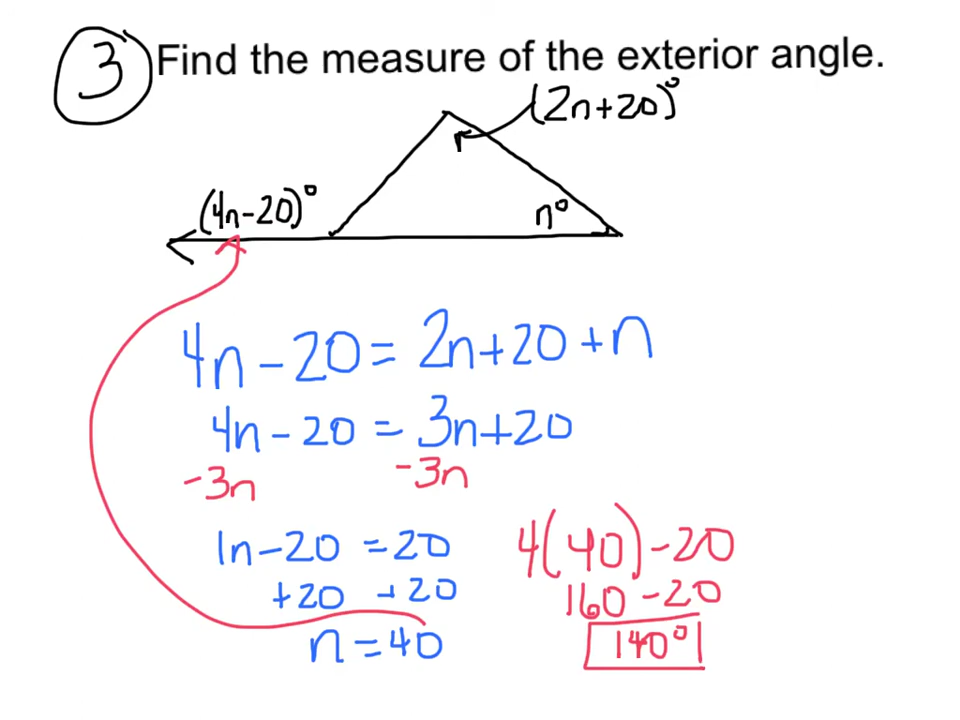 3 Find the measure of the exterior angle.
(2n+20)°
(4n-20)°
n°
4n-20=2n+20+n
4n-20=3n+20
-3n -3n
1n-20=20
+20 +20
n=40
4(40)-20
160-20
140°